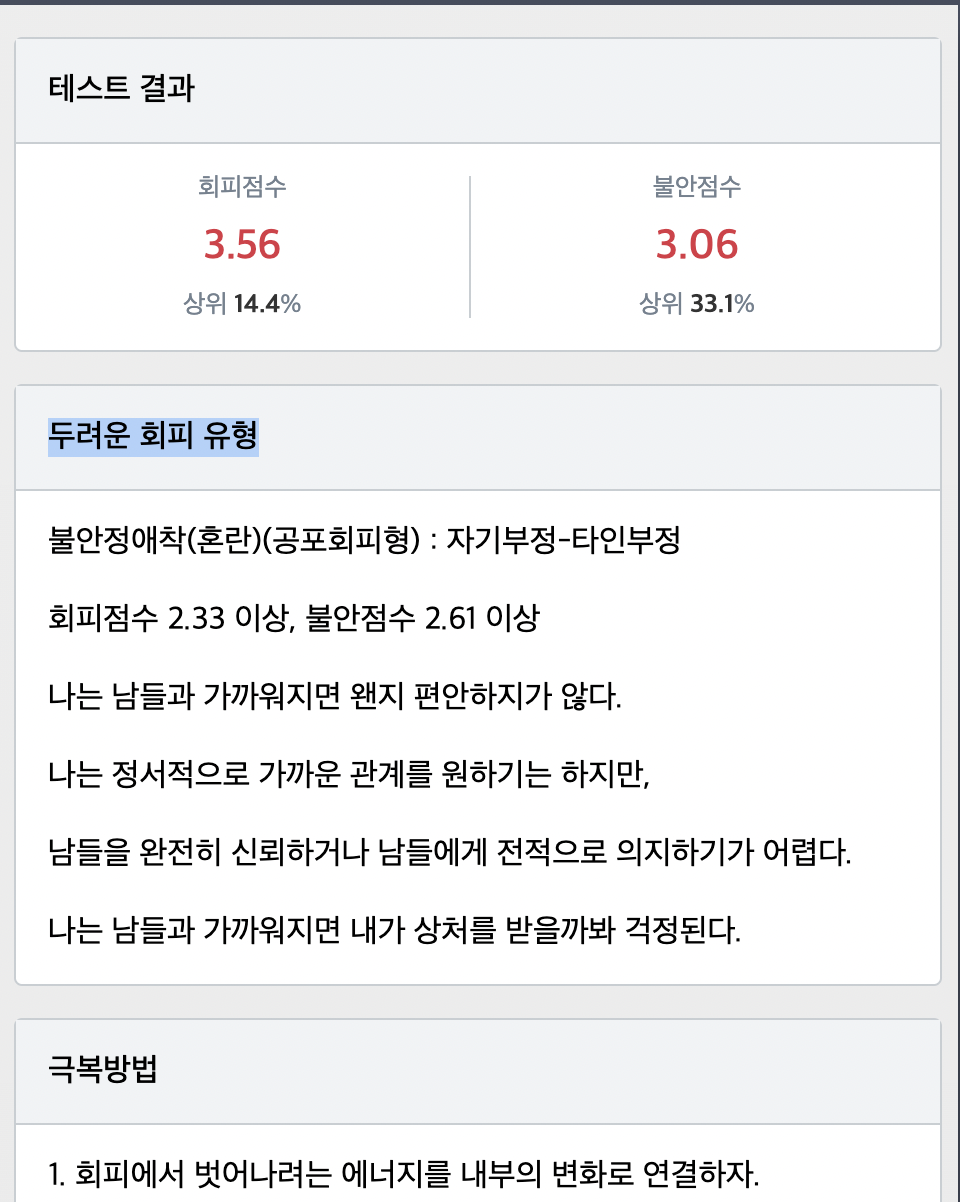 테스트 결과
회피점수
3.56
상위 14.4%
불안점수
3.06
상위 33.1%
두려운 회피 유형
불안정애착(혼란)(공포회피형) : 자기부정-타인부정
회피점수 2.33 이상, 불안점수 2.61 이상
나는 남들과 가까워지면 왠지 편안하지가 않다.
나는 정서적으로 가까운 관계를 원하기는 하지만,
남들을 완전히 신뢰하거나 남들에게 전적으로 의지하기가 어렵다.
나는 남들과 가까워지면 내가 상처를 받을까봐 걱정된다.
극복방법
1. 회피에서 벗어나려는 에너지를 내부의 변화로 연결하자.